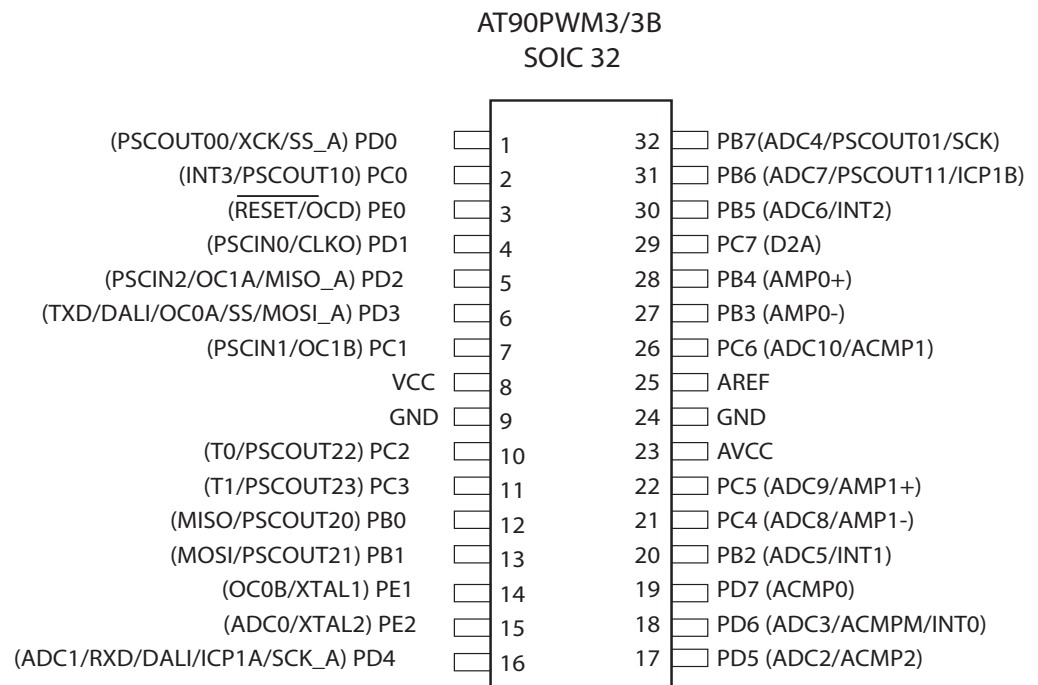 AT90PWM3/3B
SOIC 32
(PSCOUT00/XCK/SS_A) PD0 1 32 PB7(ADC4/PSCOUT01/SCK)
(INT3/PSCOUT10) PC0 2 31 PB6 (ADC7/PSCOUT11/ICP1B)
(RESET/OCD) PE0 3 30 PB5 (ADC6/INT2)
(PSCIN0/CLKO) PD1 4 29 PC7 (D2A)
(PSCIN2/OC1A/MISO_A) PD2 5 28 PB4 (AMP0+)
(TXD/DALI/OC0A/SS/MOSI_A) PD3 6 27 PB3 (AMP0-)
(PSCIN1/OC1B) PC1 7 26 PC6 (ADC10/ACMP1)
VCC 8 25 AREF
GND 9 24 GND
(T0/PSCOUT22) PC2 10 23 AVCC
(T1/PSCOUT23) PC3 11 22 PC5 (ADC9/AMP1+)
(MISO/PSCOUT20) PB0 12 21 PC4 (ADC8/AMP1-)
(MOSI/PSCOUT21) PB1 13 20 PB2 (ADC5/INT1)
(OC0B/XTAL1) PE1 14 19 PD7 (ACMP0)
(ADC0/XTAL2) PE2 15 18 PD6 (ADC3/ACMPM/INT0)
(ADC1/RXD/DALI/ICP1A/SCK_A) PD4 16 17 PD5 (ADC2/ACMP2)